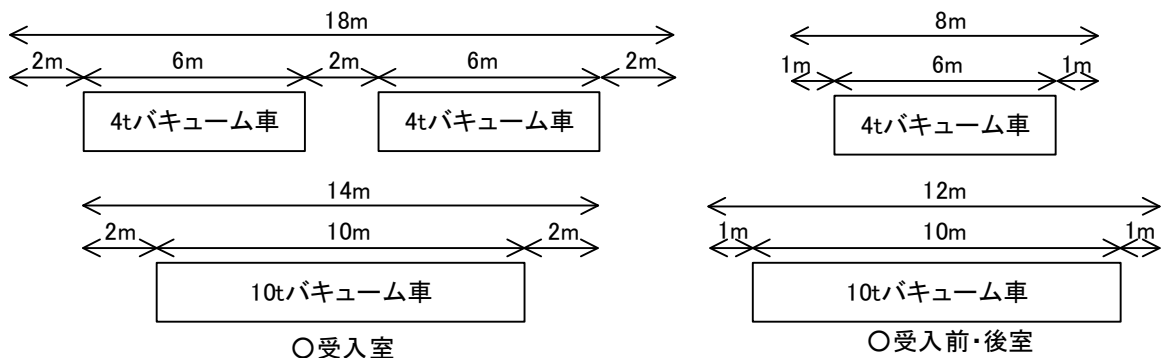 18m
2m 6m 2m 6m 2m
4tバキューム車 4tバキューム車
14m
2m 10m 2m
10tバキューム車
○受入室
8m
1m 6m 1m
4tバキューム車
12m
1m 10m 1m
10tバキューム車
○受入前・後室